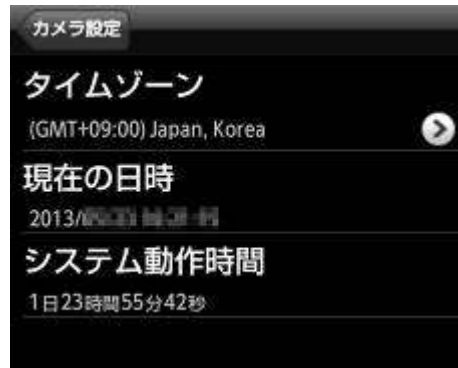 カメラ設定
タイムゾーン
(GMT+09:00) Japan, Korea
現在の日時
2013/
システム動作時間
1日23時間55分42秒